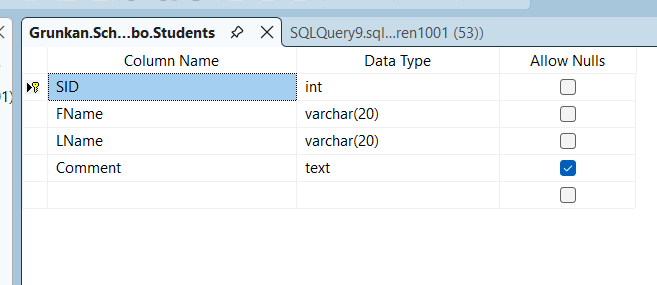 Grunkan.Sch...bo.Students SQLQuery9.sql...ren1001 (53))
Column Name Data Type Allow Nulls
SID int
01)
FName varchar(20)
LName varchar(20)
Comment text